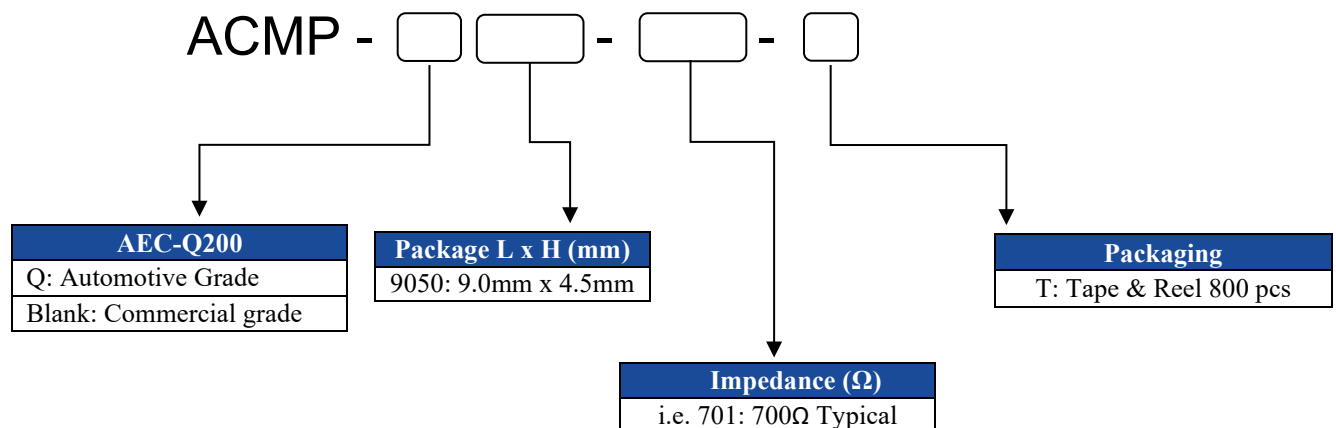 ACMP - - -
AEC-Q200
Q: Automotive Grade
Blank: Commercial grade
Package L x H (mm)
9050: 9.0mm x 4.5mm
Packaging
T: Tape & Reel 800 pcs
Impedance (Ω)
i.e. 701: 700Ω Typical